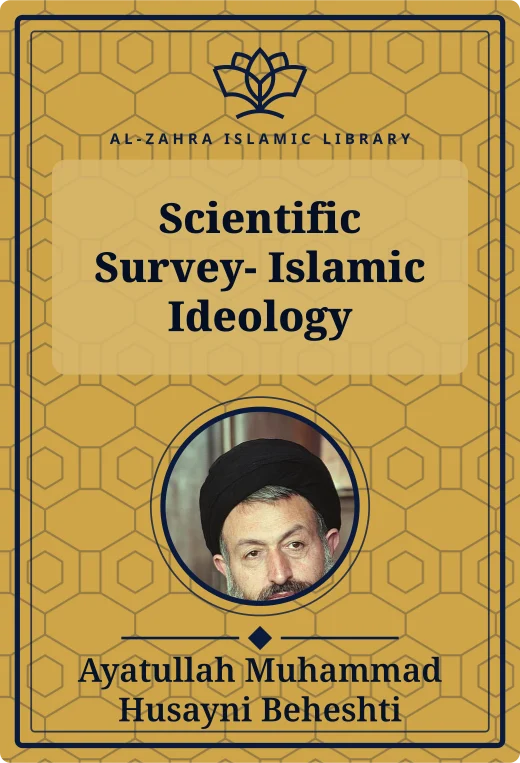 AL-ZAHRA ISLAMIC LIBRARY
Scientific
Survey- Islamic
Ideology
Ayatullah Muhammad
Husayni Beheshti